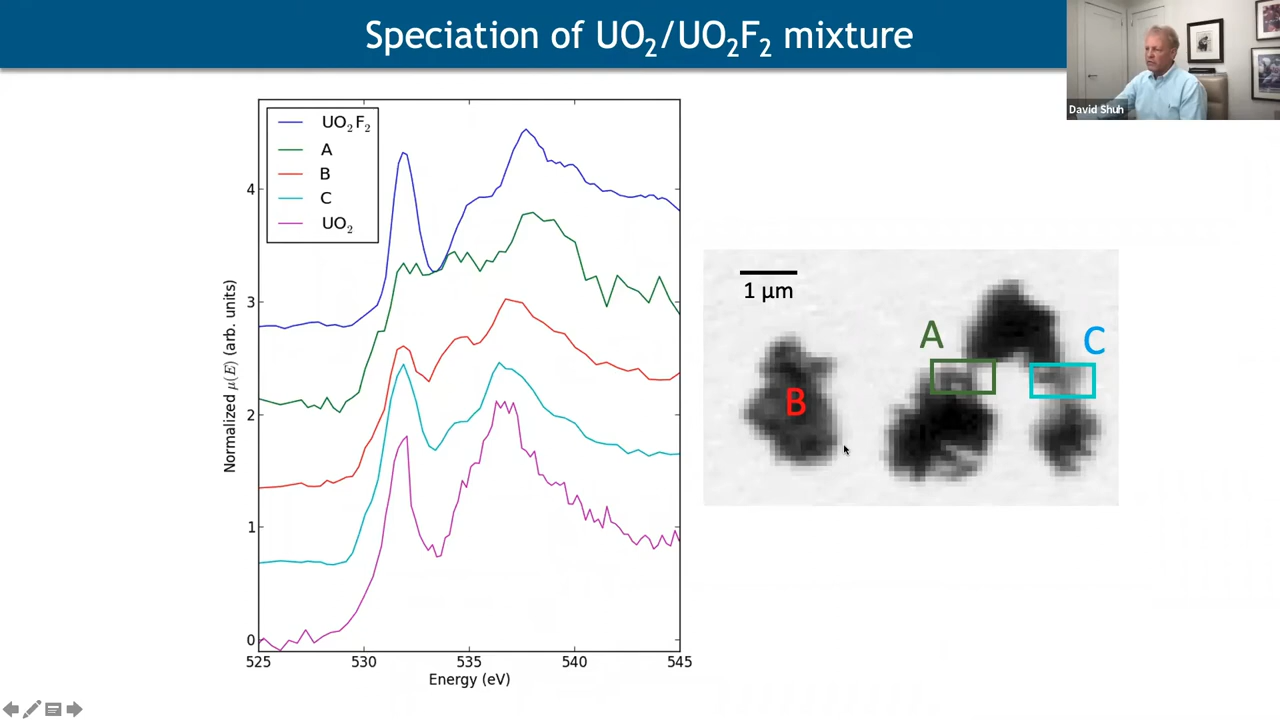 Speciation of UO₂/UO₂F₂ mixture
David Shuh
UO₂F₂
A
B
C
UO₂
4
3
2
1
0
Normalized μ(E) (arb. units)
525
530
535
540
545
Energy (eV)
1 μm
A
B
C